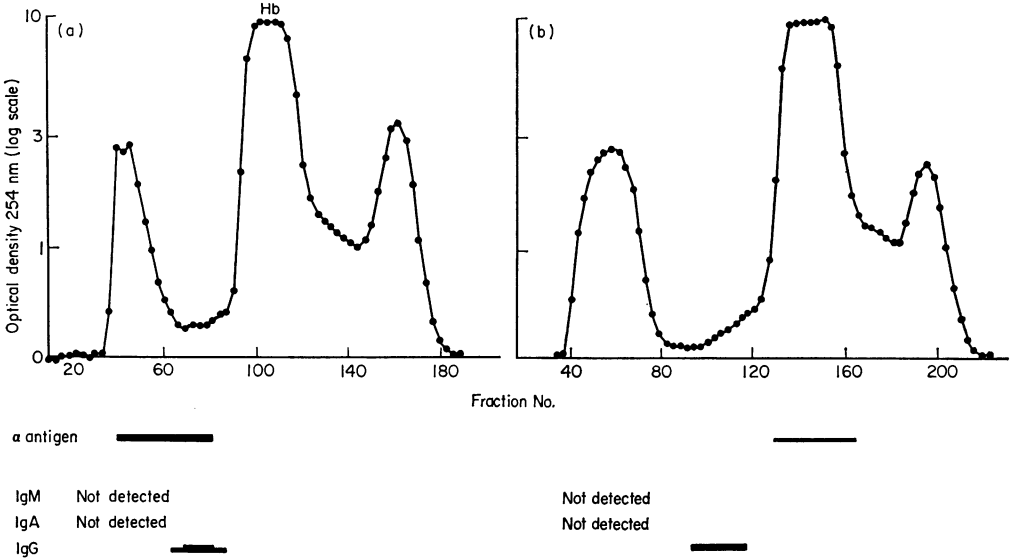 Hb
10
(a)
(b)
3
1
0
Optical density 254 nm (log scale)
20 60 100 140 180
40 80 120 160 200
Fraction No.
α antigen
IgM Not detected Not detected
IgA Not detected Not detected
IgG